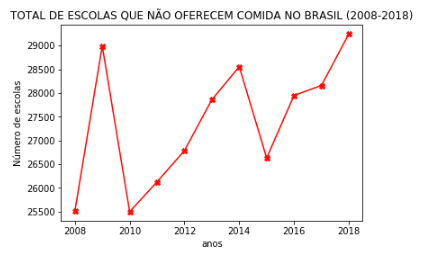 TOTAL DE ESCOLAS QUE NÃO OFERECEM COMIDA NO BRASIL (2008-2018)
29000
28500
28000
27500
27000
26500
26000
25500
Número de escolas
2008 2010 2012 2014 2016 2018
anos